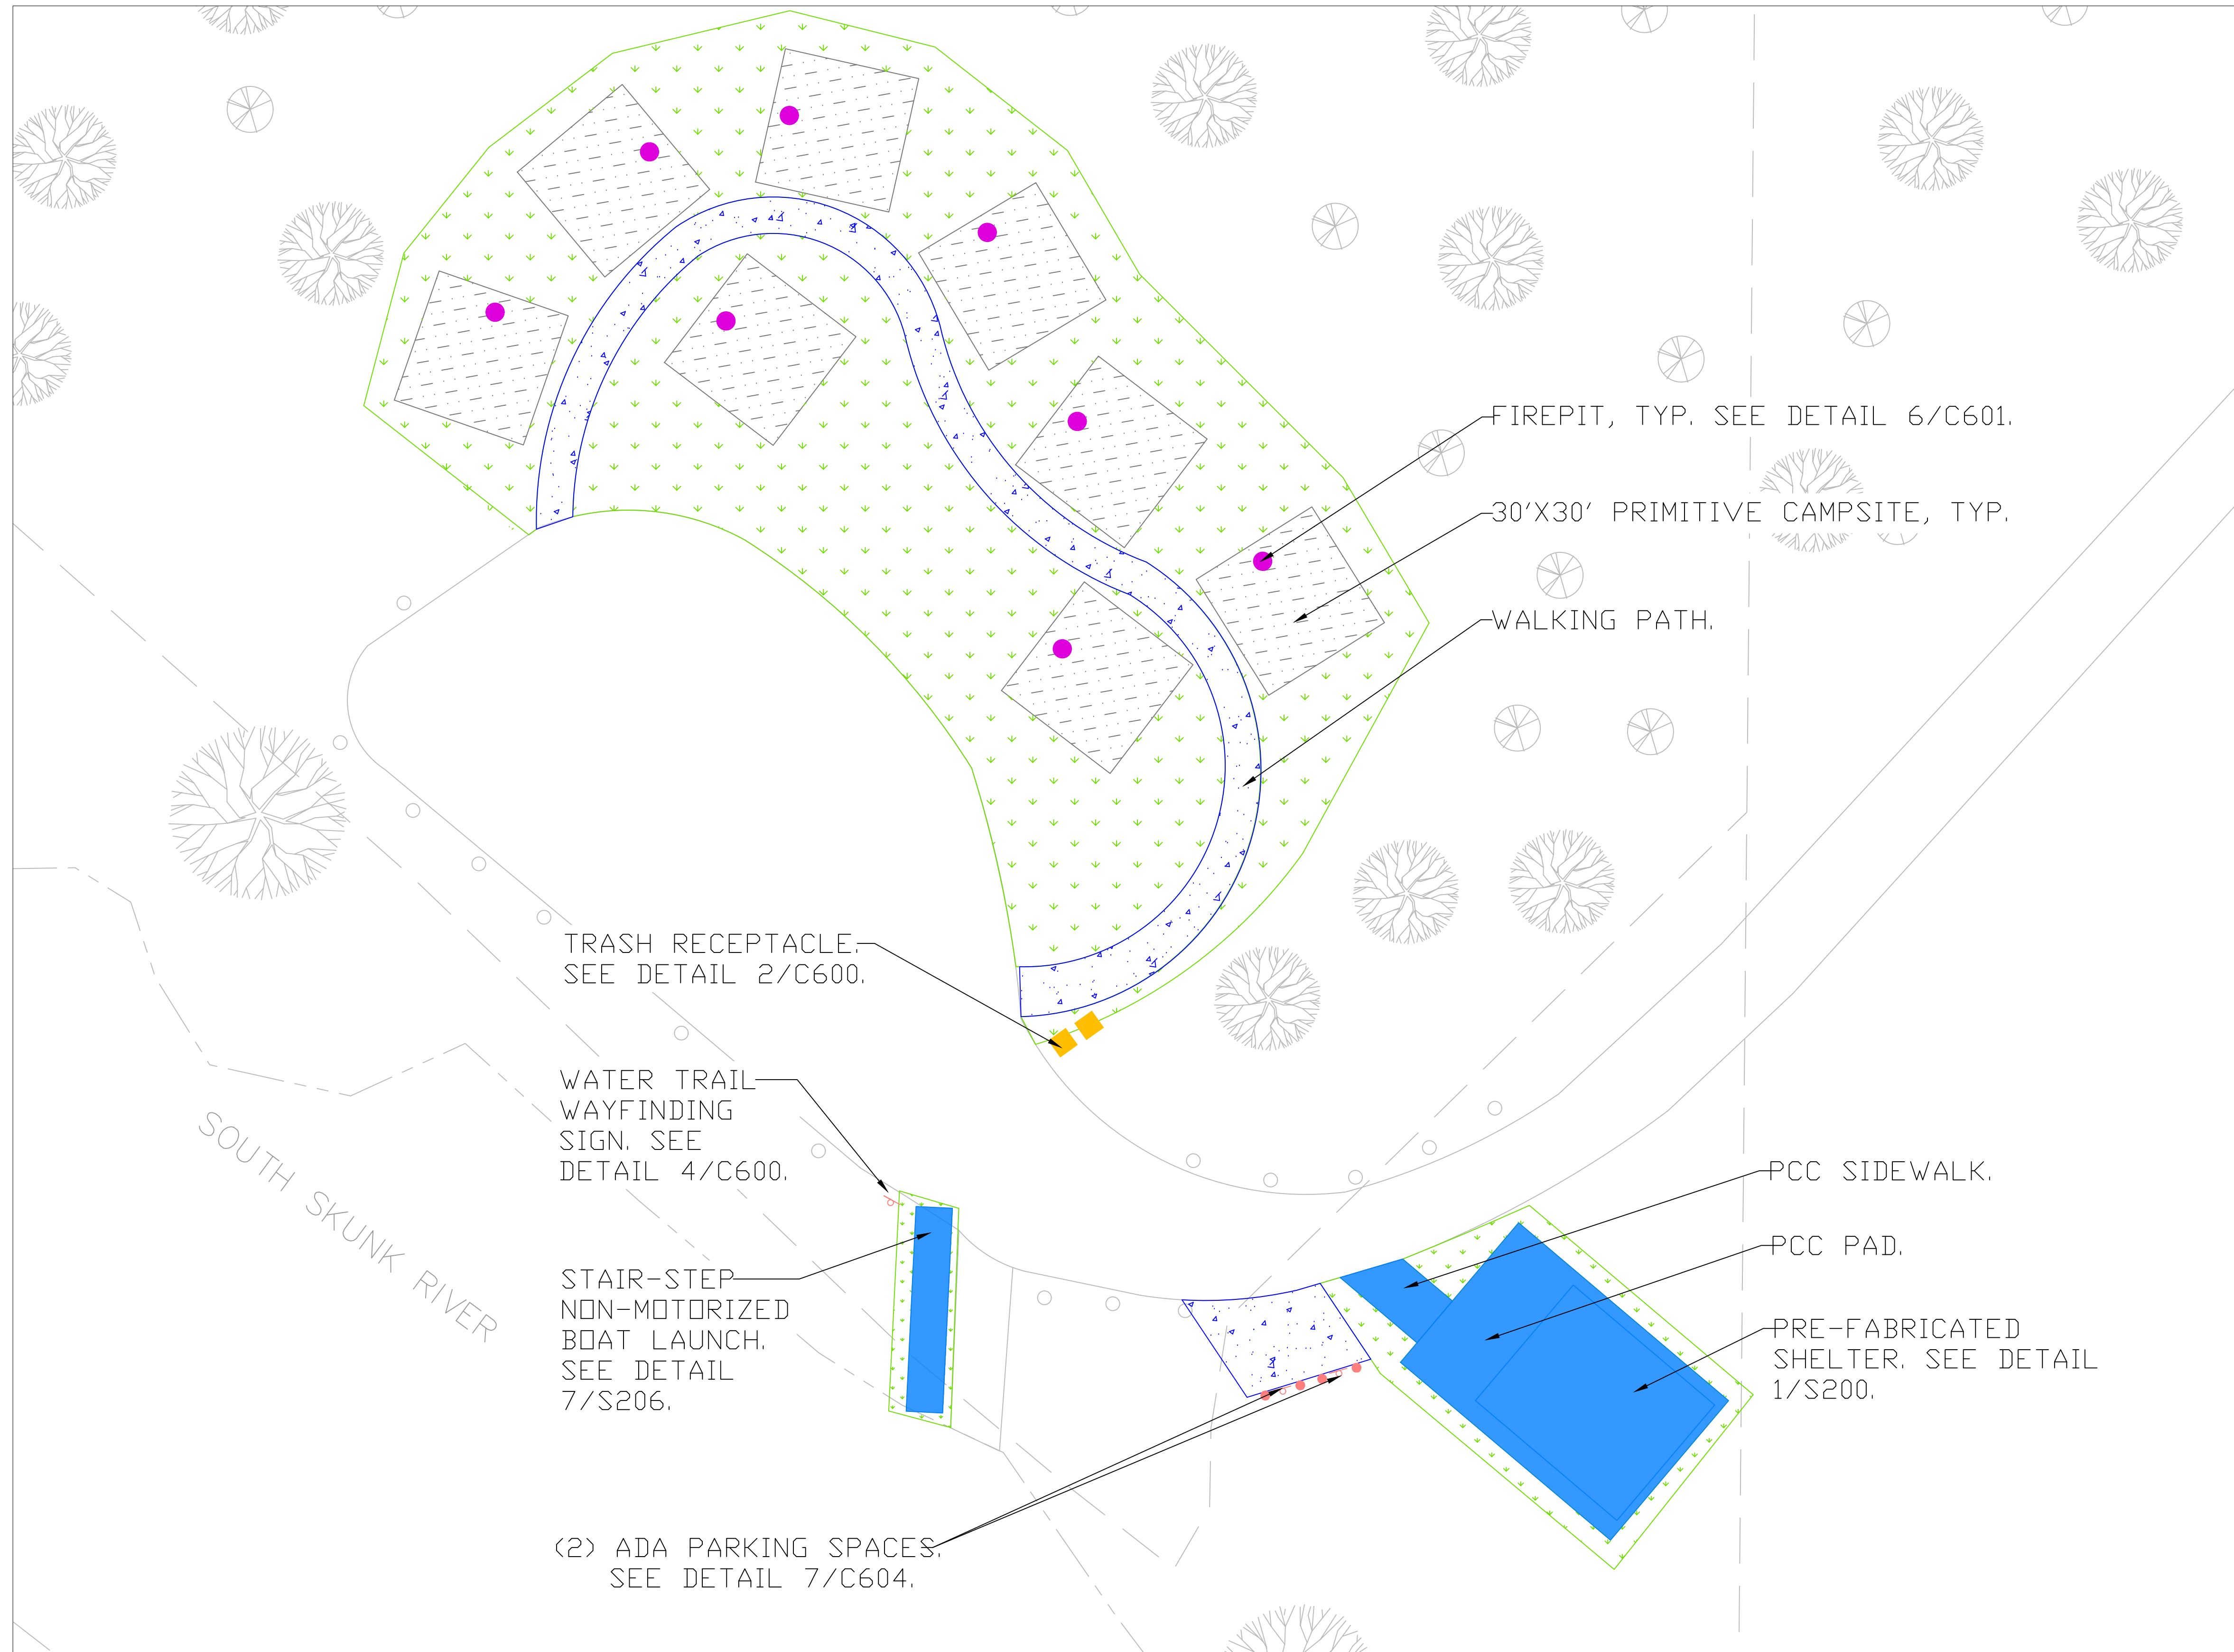 FIREPIT, TYP. SEE DETAIL 6/C601.
30'X30' PRIMITIVE CAMPSITE, TYP.
WALKING PATH.
TRASH RECEPTACLE.
SEE DETAIL 2/C600.
WATER TRAIL
WAYFINDING
SIGN. SEE
DETAIL 4/C600.
SOUTH SKUNK RIVER
STAIR-STEP
NON-MOTORIZED
BOAT LAUNCH.
SEE DETAIL
7/S206.
PCC SIDEWALK.
PCC PAD.
PRE-FABRICATED
SHELTER. SEE DETAIL
1/S200.
(2) ADA PARKING SPACES.
SEE DETAIL 7/C604.